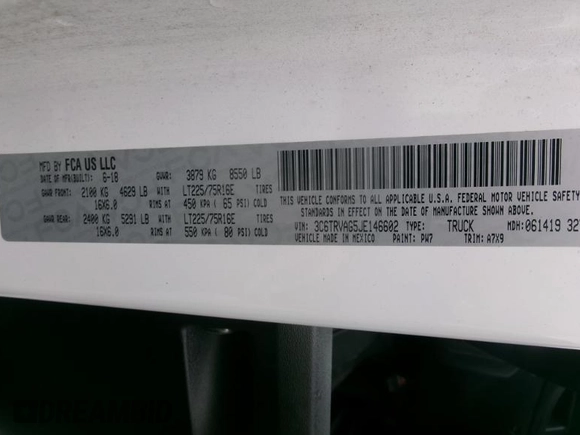 MFD BY FCA US LLC
DATE OF MFR(BUILT): 6-18 GVWR: 3879 KG 8550 LB
GAWR FRONT: 2100 KG 4629 LB WITH LT225/75R16E TIRES
16X6.0 RIMS AT 450 KPA ( 65 PSI) COLD
GAWR REAR: 2400 KG 5291 LB WITH LT225/75R16E TIRES
16X6.0 RIMS AT 550 KPA ( 80 PSI) COLD
THIS VEHICLE CONFORMS TO ALL APPLICABLE U.S.A. FEDERAL MOTOR VEHICLE SAFETY
STANDARDS IN EFFECT ON THE DATE OF MANUFACTURE SHOWN ABOVE.
VIN: 3C6TRVAG5JE146602 TYPE: TRUCK MDH: 061419 327
VEHICLE MADE IN MEXICO PAINT: PW7 TRIM: A7X9